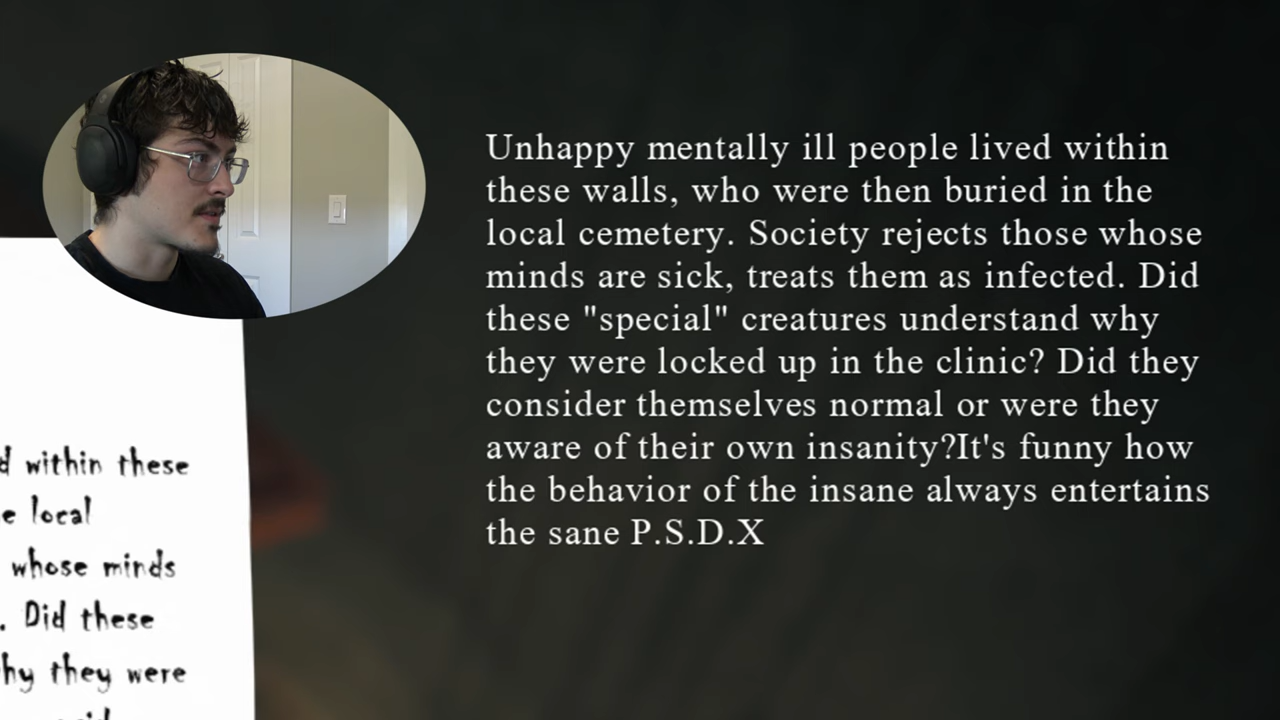 Unhappy mentally ill people lived within
these walls, who were then buried in the
local cemetery. Society rejects those whose
minds are sick, treats them as infected. Did
these "special" creatures understand why
they were locked up in the clinic? Did they
consider themselves normal or were they
aware of their own insanity?It's funny how
the behavior of the insane always entertains
the sane P.S.D.X
d within these
e local
whose minds
. Did these
hy they were